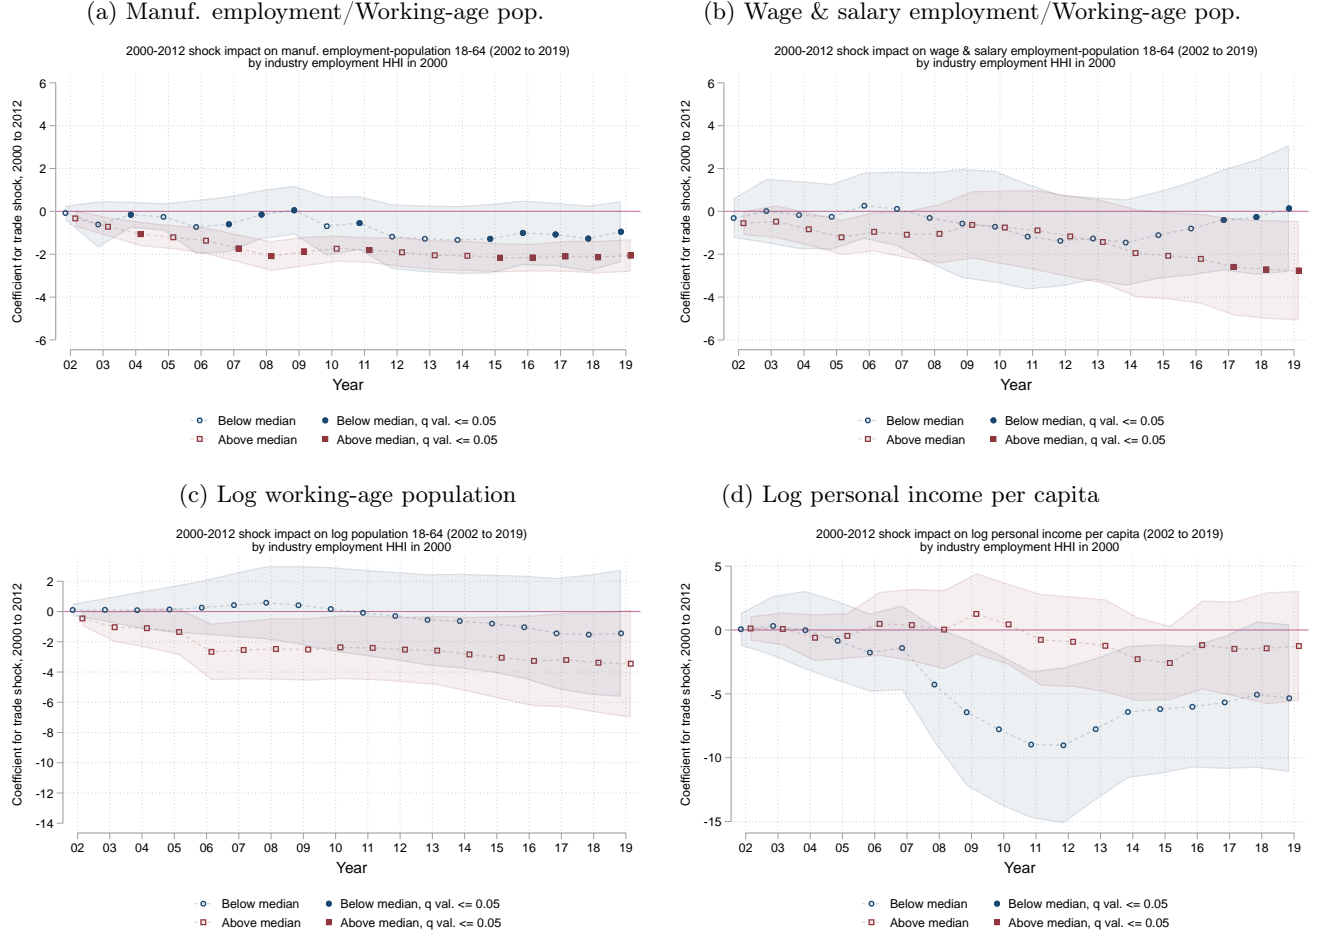 (a) Manuf. employment/Working-age pop.
2000-2012 shock impact on manuf. employment-population 18-64 (2002 to 2019)
by industry employment HHI in 2000
Coefficient for trade shock, 2000 to 2012
6
4
2
0
-2
-4
-6
02 03 04 05 06 07 08 09 10 11 12 13 14 15 16 17 18 19
Year
Below median
Below median, q val. <= 0.05
Above median
Above median, q val. <= 0.05
(b) Wage & salary employment/Working-age pop.
2000-2012 shock impact on wage & salary employment-population 18-64 (2002 to 2019)
by industry employment HHI in 2000
Coefficient for trade shock, 2000 to 2012
6
4
2
0
-2
-4
-6
02 03 04 05 06 07 08 09 10 11 12 13 14 15 16 17 18 19
Year
Below median
Below median, q val. <= 0.05
Above median
Above median, q val. <= 0.05
(c) Log working-age population
2000-2012 shock impact on log population 18-64 (2002 to 2019)
by industry employment HHI in 2000
Coefficient for trade shock, 2000 to 2012
2
0
-2
-4
-6
-8
-10
-12
-14
02 03 04 05 06 07 08 09 10 11 12 13 14 15 16 17 18 19
Year
Below median
Below median, q val. <= 0.05
Above median
Above median, q val. <= 0.05
(d) Log personal income per capita
2000-2012 shock impact on log personal income per capita (2002 to 2019)
by industry employment HHI in 2000
Coefficient for trade shock, 2000 to 2012
5
0
-5
-10
-15
02 03 04 05 06 07 08 09 10 11 12 13 14 15 16 17 18 19
Year
Below median
Below median, q val. <= 0.05
Above median
Above median, q val. <= 0.05